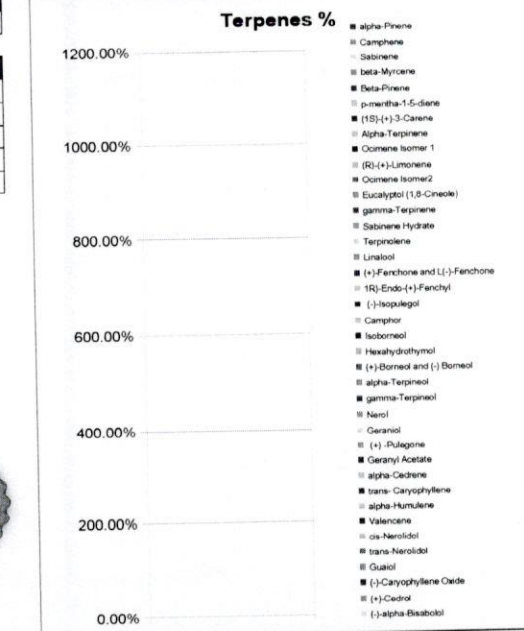 Terpenes %
1200.00%
1000.00%
800.00%
600.00%
400.00%
200.00%
0.00%
alpha-Pinene
Camphene
Sabinene
beta-Myrcene
Beta-Pinene
p-mentha-1-5-diene
(1S)-(+)-3-Carene
Alpha-Terpinene
Ocimene Isomer 1
(R)-(+)-Limonene
Ocimene Isomer2
Eucalyptol (1,8-Cineole)
gamma-Terpinene
Sabinene Hydrate
Terpinolene
Linalool
(+)-Fenchone and L(-)-Fenchone
1R)-Endo-(+)-Fenchyl
(-)-Isopulegol
Camphor
Isoborneol
Hexahydrothymol
(+)-Borneol and (-) Borneol
alpha-Terpineol
gamma-Terpineol
Nerol
Geraniol
(+) -Pulegone
Geranyl Acetate
alpha-Cedrene
trans- Caryophyllene
alpha-Humulene
Valencene
cis-Nerolidol
trans-Nerolidol
Guaiol
(-)-Caryophyllene Oxide
(+)-Cedrol
(-)-alpha-Bisabolol